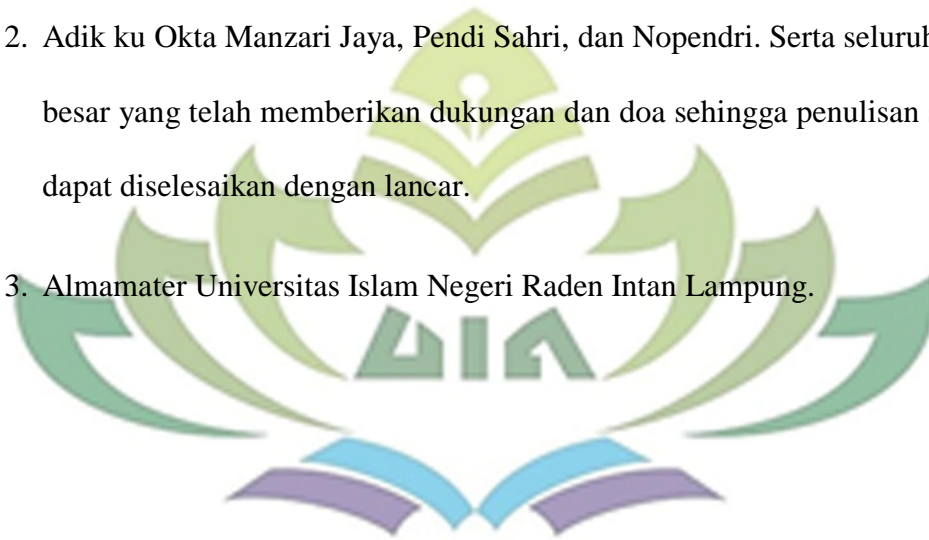 2. Adik ku Okta Manzari Jaya, Pendi Sahri, dan Nopendri. Serta seluruh
besar yang telah memberikan dukungan dan doa sehingga penulisan
dapat diselesaikan dengan lancar.
3. Almamater Universitas Islam Negeri Raden Intan Lampung.
UIN